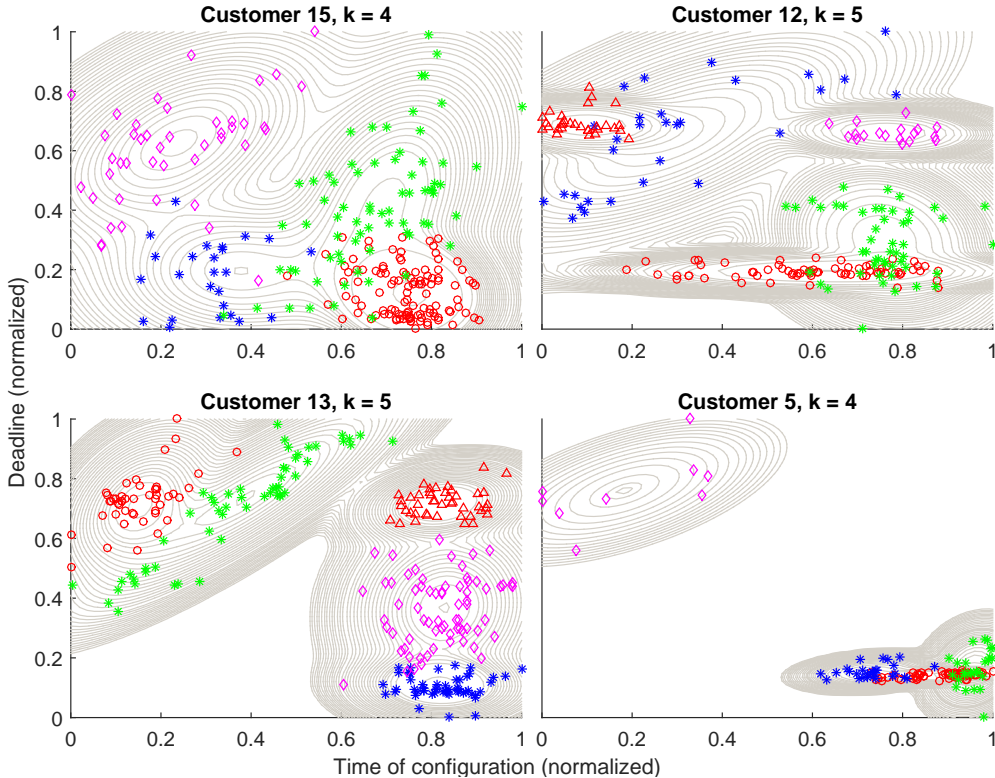 Customer 15, k = 4
Customer 12, k = 5
1
0.8
0.6
0.4
0.2
0
0 0.2 0.4 0.6 0.8 1
0 0.2 0.4 0.6 0.8 1
Deadline (normalized)
Customer 13, k = 5
Customer 5, k = 4
1
0.8
0.6
0.4
0.2
0
0 0.2 0.4 0.6 0.8 1
0 0.2 0.4 0.6 0.8 1
Time of configuration (normalized)